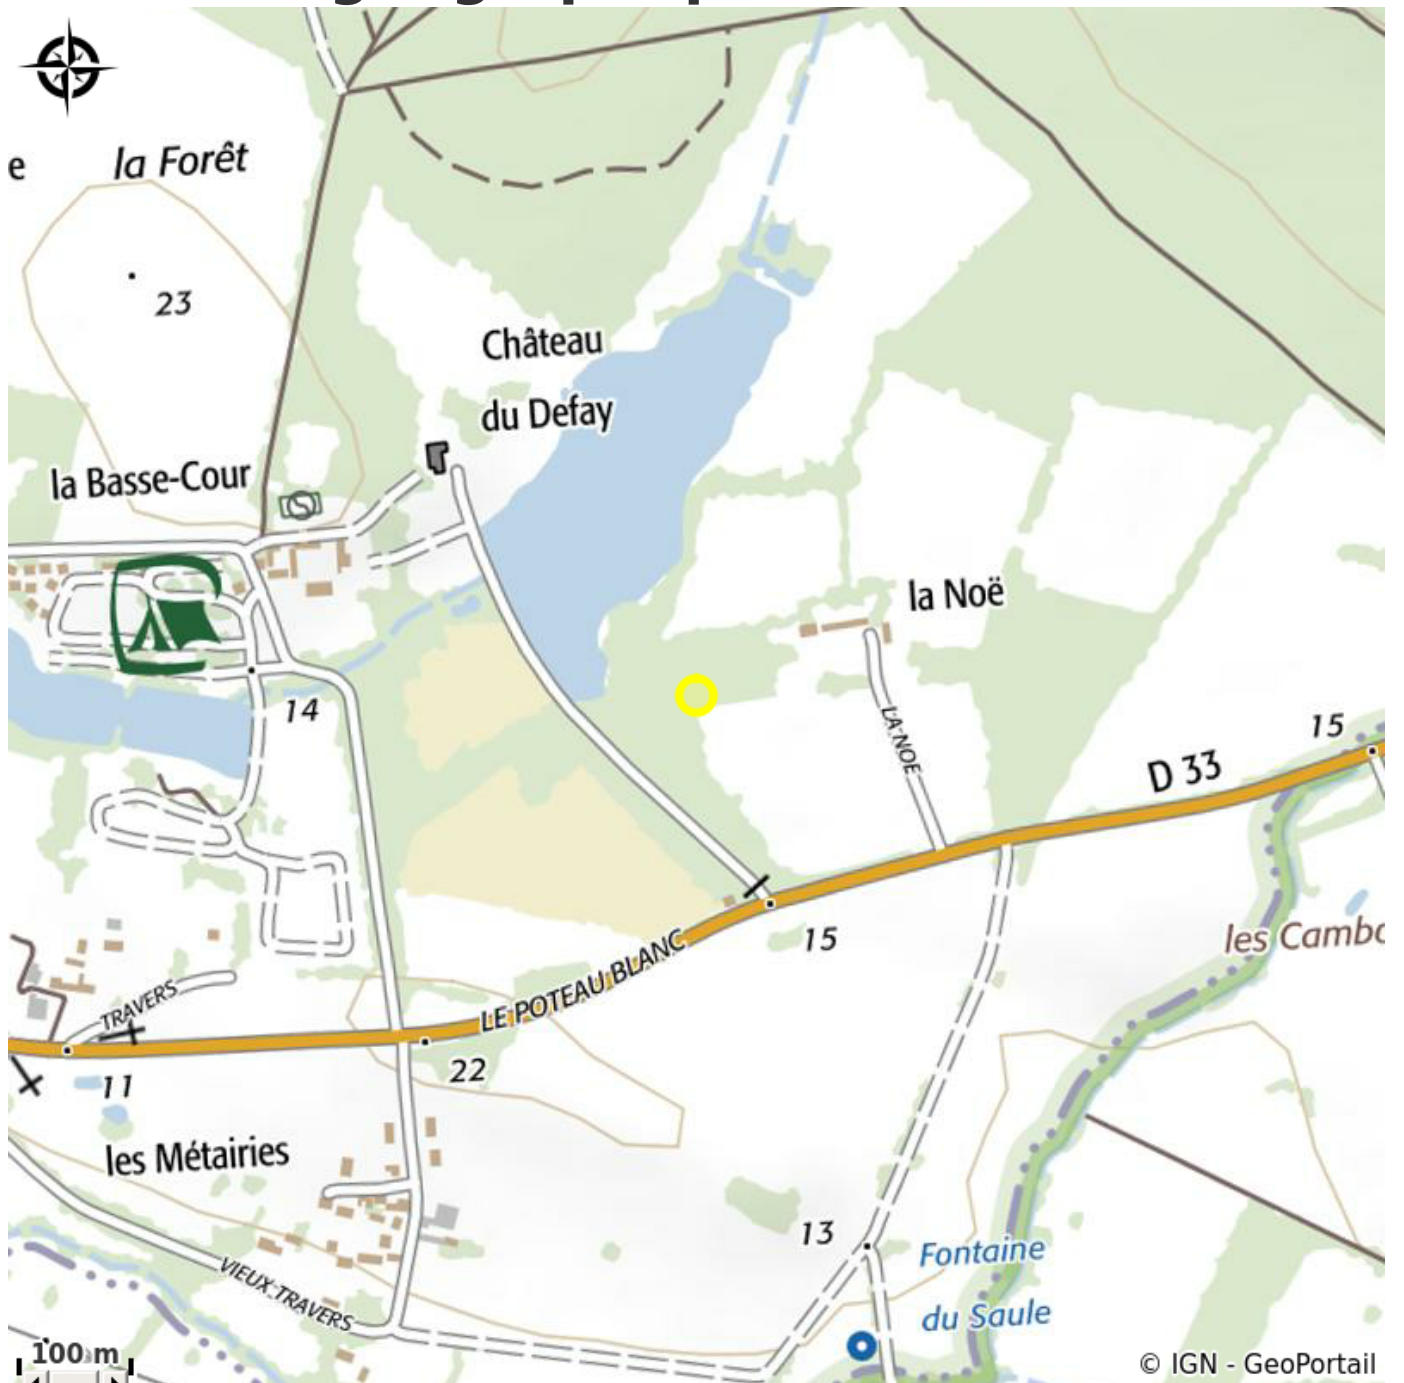 la Forêt
e
23
Château
du Defay
la Basse-Cour
la Noë
14
L'A NOE
15
D 33
15
les Cambo
LE POTEAU BLANC
TRAVERS
22
11
les Métairies
13
Fontaine
du Saule
VIEUX-TRAVERS
100 m
© IGN - GeoPortail